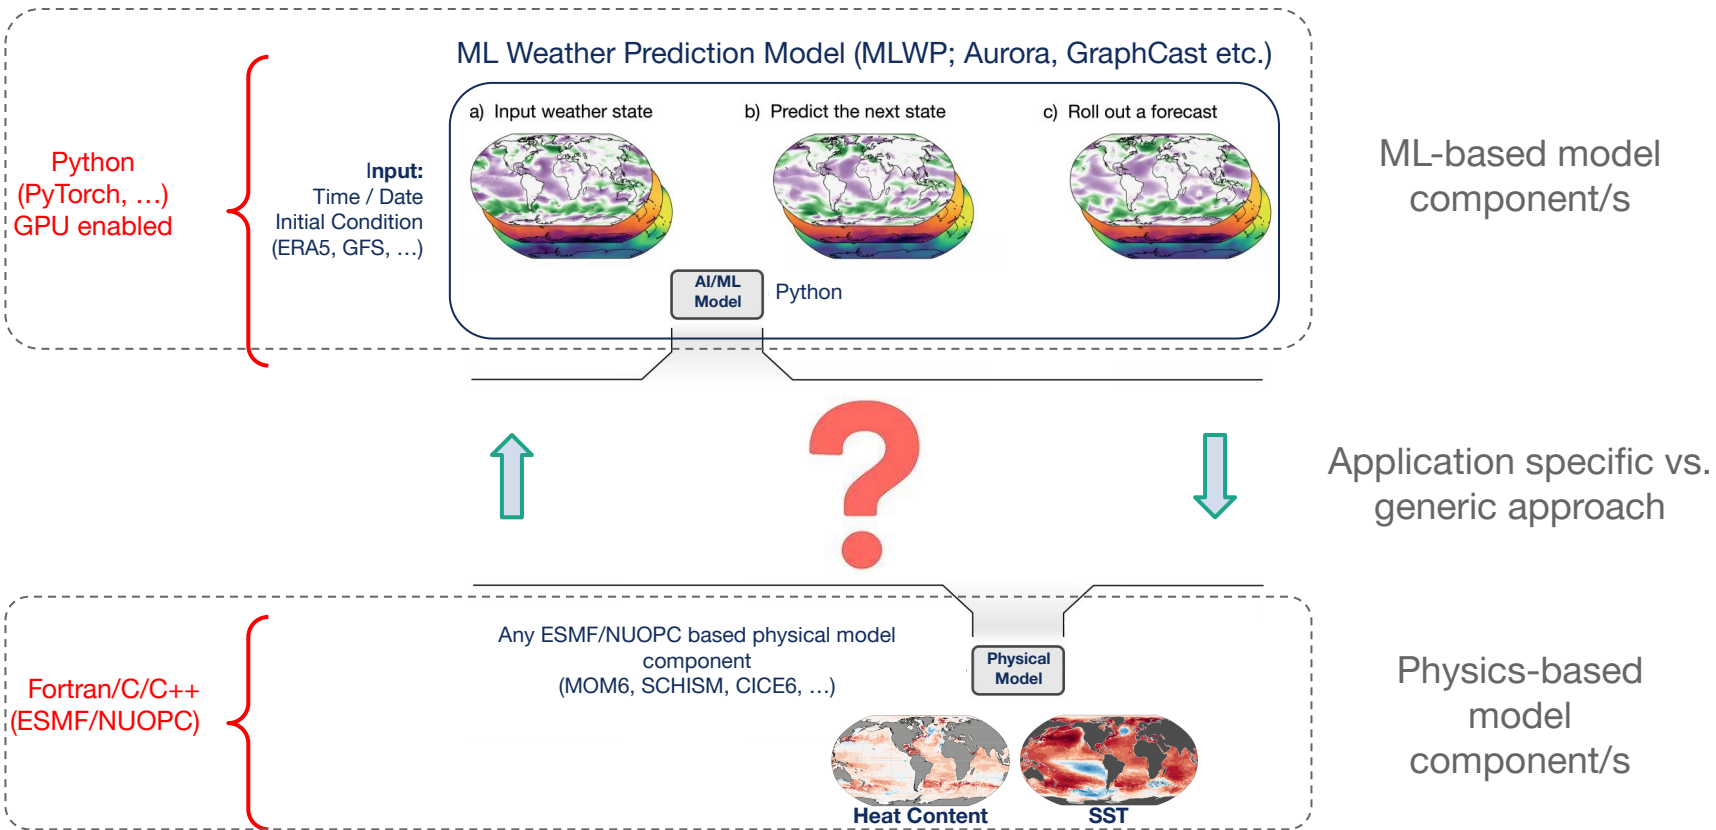 ML Weather Prediction Model (MLWP; Aurora, GraphCast etc.)
a) Input weather state
b) Predict the next state
c) Roll out a forecast
Python
(PyTorch, …)
GPU enabled
Input:
Time / Date
Initial Condition
(ERA5, GFS, …)
AI/ML
Model
Python
ML-based model
component/s
?
Application specific vs.
generic approach
Any ESMF/NUOPC based physical model
component
(MOM6, SCHISM, CICE6, …)
Physical
Model
Fortran/C/C++
(ESMF/NUOPC)
Heat Content
SST
Physics-based
model
component/s